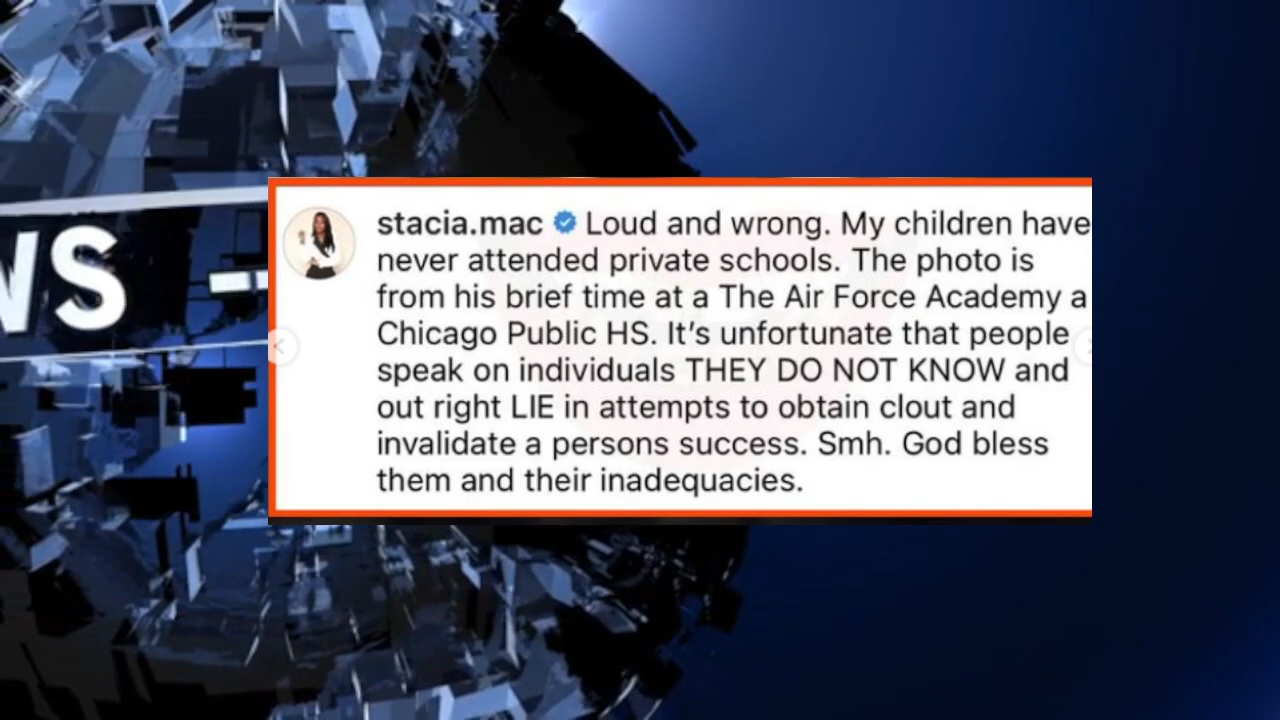 WS
stacia.mac Loud and wrong. My children have
never attended private schools. The photo is
from his brief time at a The Air Force Academy a
Chicago Public HS. It's unfortunate that people
speak on individuals THEY DO NOT KNOW and
out right LIE in attempts to obtain clout and
invalidate a persons success. Smh. God bless
them and their inadequacies.